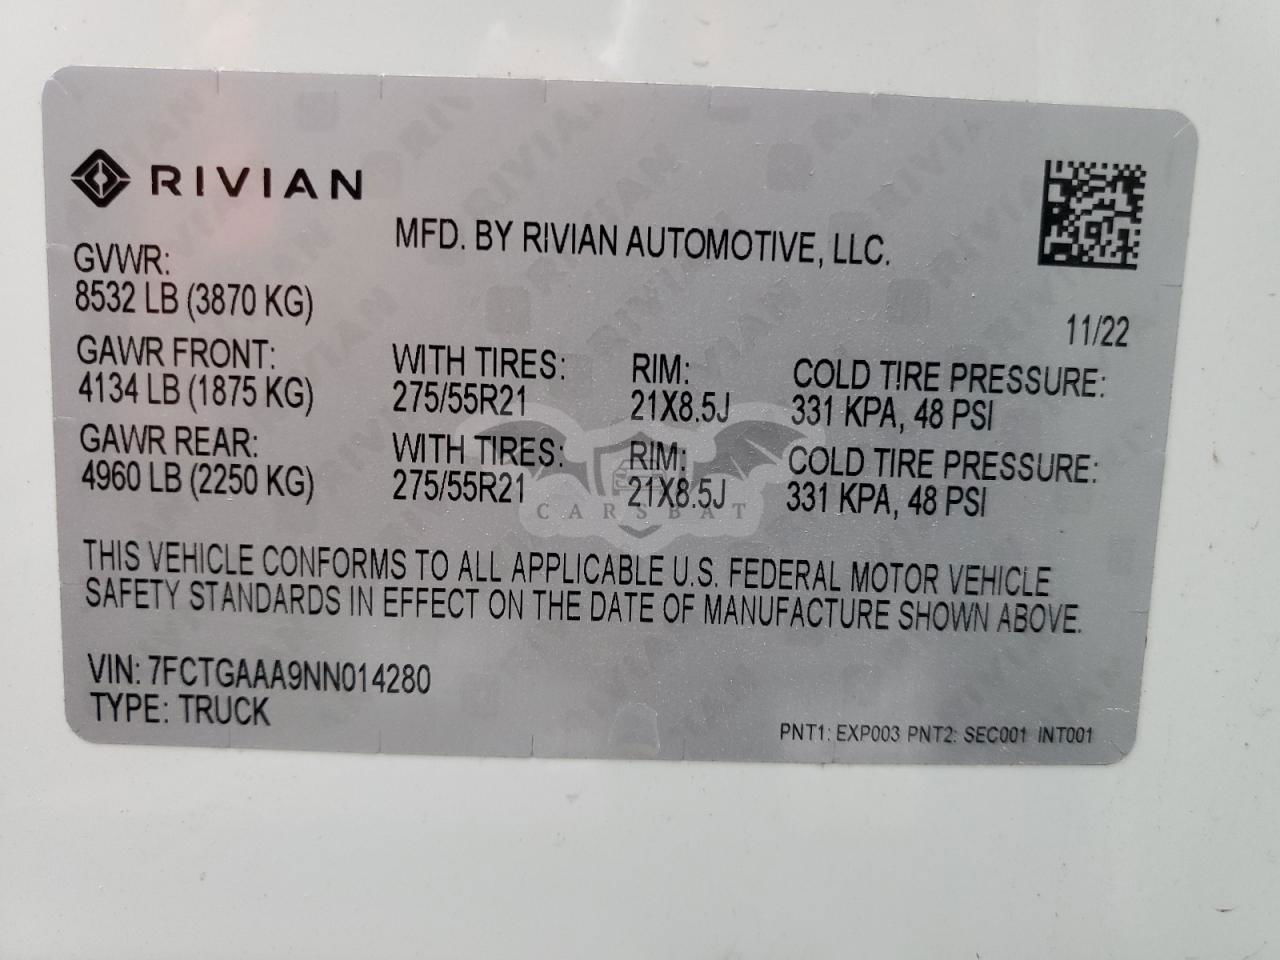 RIVIAN
MFD. BY RIVIAN AUTOMOTIVE, LLC.
GVWR:
8532 LB (3870 KG)
11/22
GAWR FRONT: WITH TIRES: RIM: COLD TIRE PRESSURE:
4134 LB (1875 KG) 275/55R21 21X8.5J 331 KPA, 48 PSI
GAWR REAR: WITH TIRES: RIM: COLD TIRE PRESSURE:
4960 LB (2250 KG) 275/55R21 21X8.5J 331 KPA, 48 PSI
CARSBAT
THIS VEHICLE CONFORMS TO ALL APPLICABLE U.S. FEDERAL MOTOR VEHICLE
SAFETY STANDARDS IN EFFECT ON THE DATE OF MANUFACTURE SHOWN ABOVE.
VIN: 7FCTGAAA9NN014280
TYPE: TRUCK
PNT1: EXP003 PNT2: SEC001 INT001